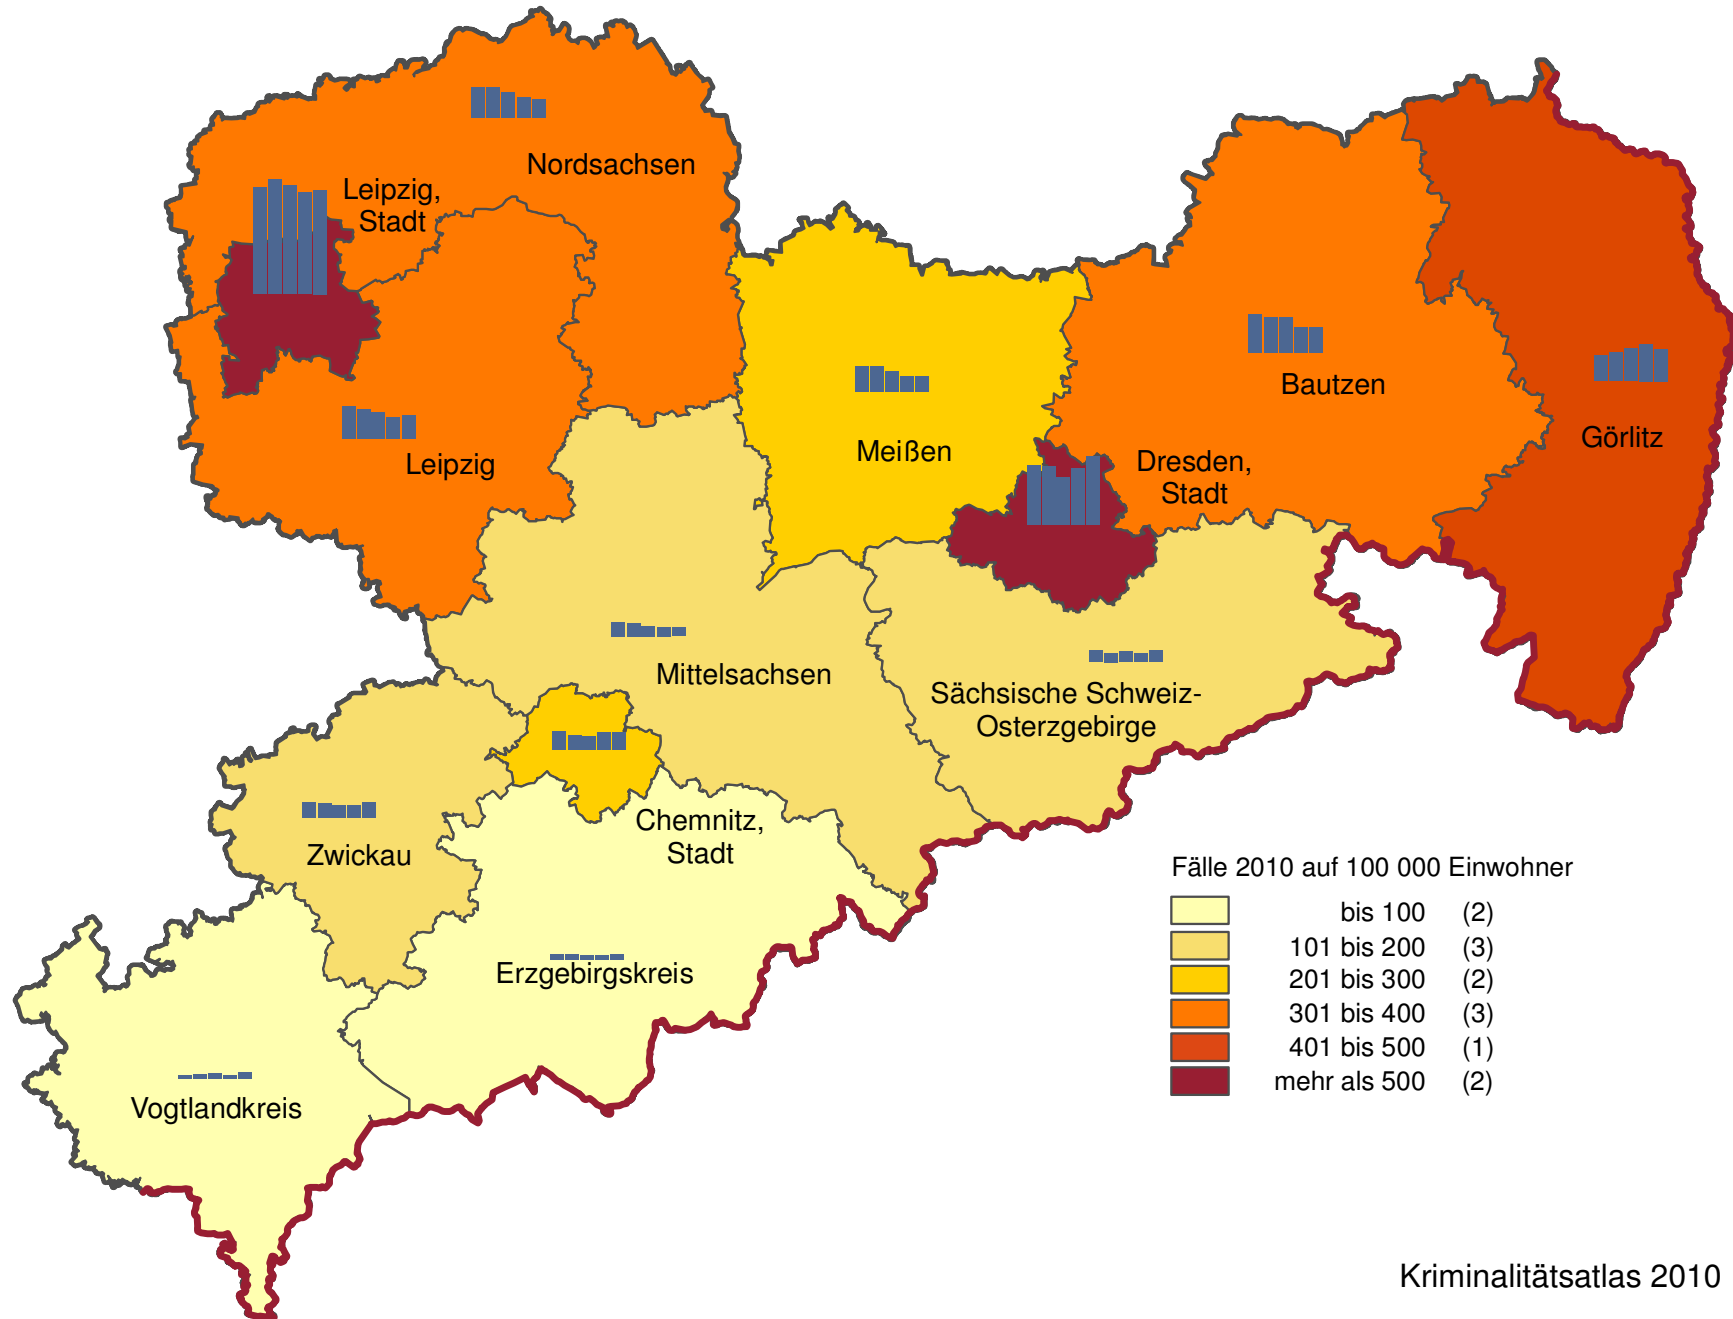 Nordsachsen
Leipzig,
Stadt
Bautzen
Görlitz
Meißen
Leipzig
Dresden,
Stadt
Mittelsachsen
Sächsische Schweiz-
Osterzgebirge
Chemnitz,
Stadt
Zwickau
Erzgebirgskreis
Vogtlandkreis
Fälle 2010 auf 100 000 Einwohner
bis 100 (2)
101 bis 200 (3)
201 bis 300 (2)
301 bis 400 (3)
401 bis 500 (1)
mehr als 500 (2)
Kriminalitätsatlas 2010